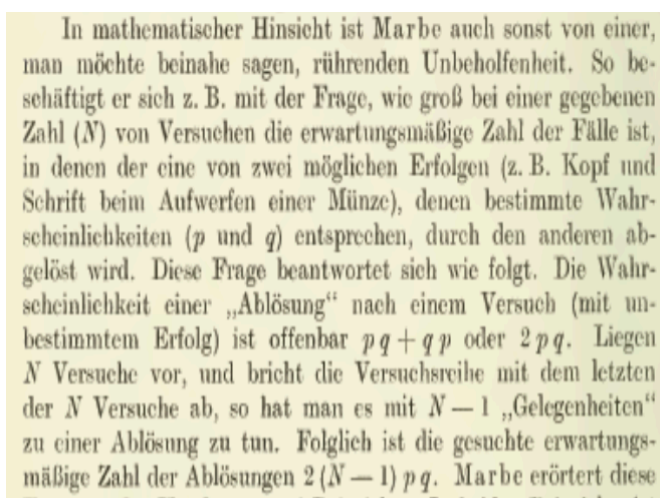 In mathematischer Hinsicht ist Marbe auch sonst von einer,
man möchte beinahe sagen, rührenden Unbeholfenheit. So be-
schäftigt er sich z. B. mit der Frage, wie groß bei einer gegebenen
Zahl (N) von Versuchen die erwartungsmäßige Zahl der Fälle ist,
in denen der eine von zwei möglichen Erfolgen (z. B. Kopf und
Schrift beim Aufwerfen einer Münze), denen bestimmte Wahr-
scheinlichkeiten (p und q) entsprechen, durch den anderen ab-
gelöst wird. Diese Frage beantwortet sich wie folgt. Die Wahr-
scheinlichkeit einer „Ablösung“ nach einem Versuch (mit un-
bestimmtem Erfolg) ist offenbar p q + q p oder 2 p q. Liegen
N Versuche vor, und bricht die Versuchsreihe mit dem letzten
der N Versuche ab, so hat man es mit N — 1 „Gelegenheiten“
zu einer Ablösung zu tun. Folglich ist die gesuchte erwartungs-
mäßige Zahl der Ablösungen 2 (N — 1) p q. Marbe erörtert diese